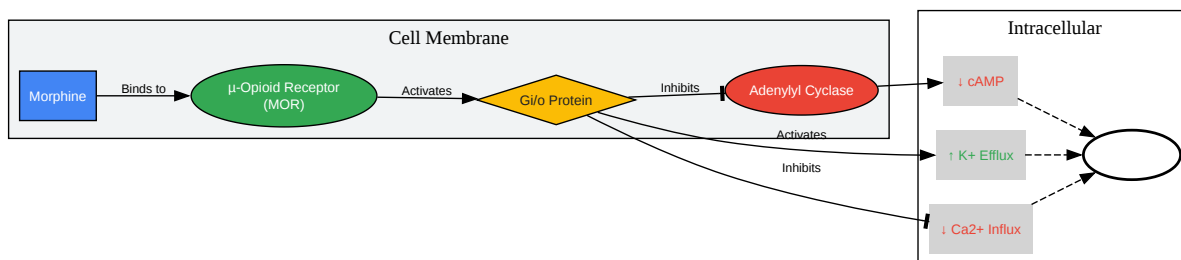 Cell Membrane
Intracellular
Morphine
Binds to
µ-Opioid Receptor
(MOR)
Activates
Gi/o Protein
Inhibits
Adenylyl Cyclase
↓ cAMP
Activates
↑ K+ Efflux
Inhibits
↓ Ca2+ Influx